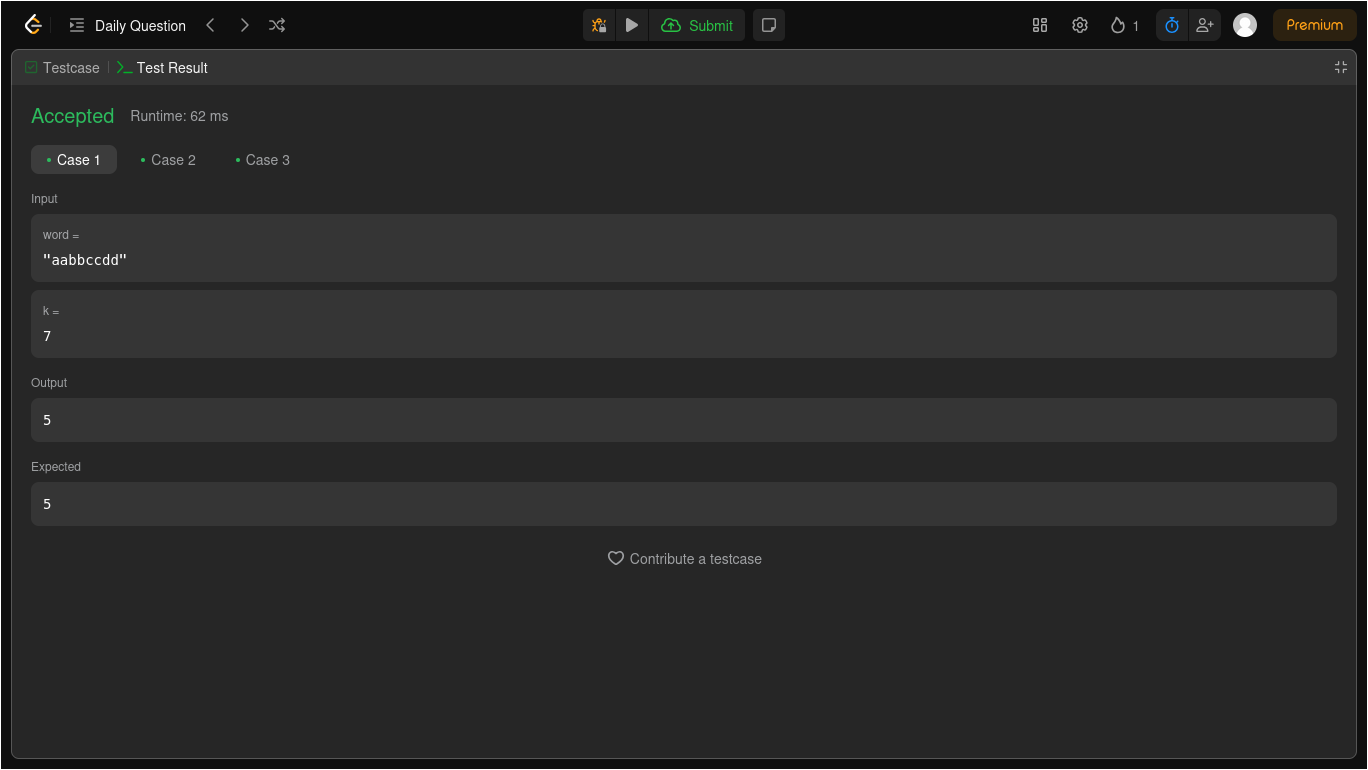 Daily Question
Submit
1
Premium
Testcase
Test Result
Accepted Runtime: 62 ms
Case 1 Case 2 Case 3
Input
word =
"aabbccdd"
k =
7
Output
5
Expected
5
Contribute a testcase